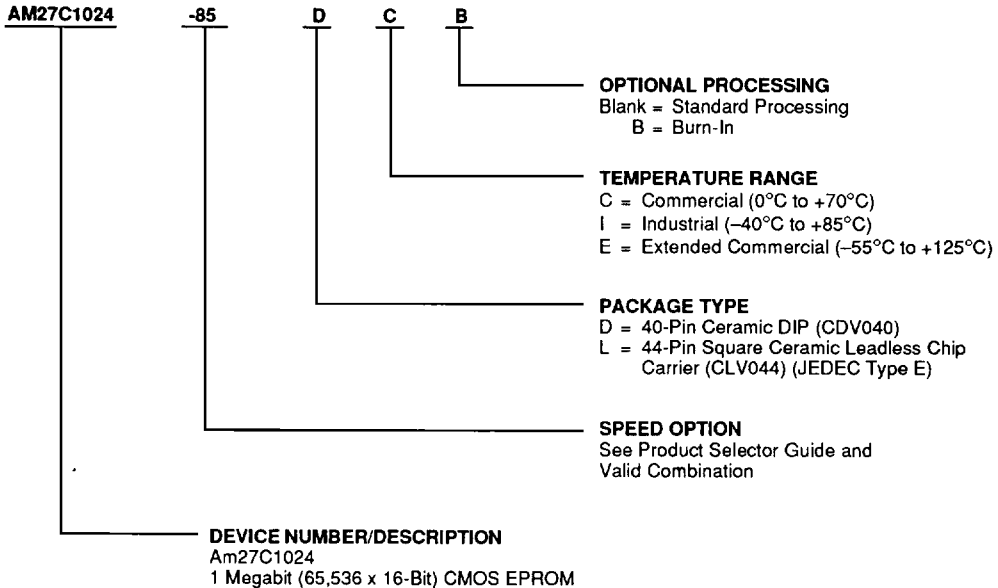 AM27C1024 -85 D C B
OPTIONAL PROCESSING
Blank = Standard Processing
B = Burn-In
TEMPERATURE RANGE
C = Commercial (0°C to +70°C)
I = Industrial (–40°C to +85°C)
E = Extended Commercial (–55°C to +125°C)
PACKAGE TYPE
D = 40-Pin Ceramic DIP (CDV040)
L = 44-Pin Square Ceramic Leadless Chip
Carrier (CLV044) (JEDEC Type E)
SPEED OPTION
See Product Selector Guide and
Valid Combination
DEVICE NUMBER/DESCRIPTION
Am27C1024
1 Megabit (65,536 x 16-Bit) CMOS EPROM